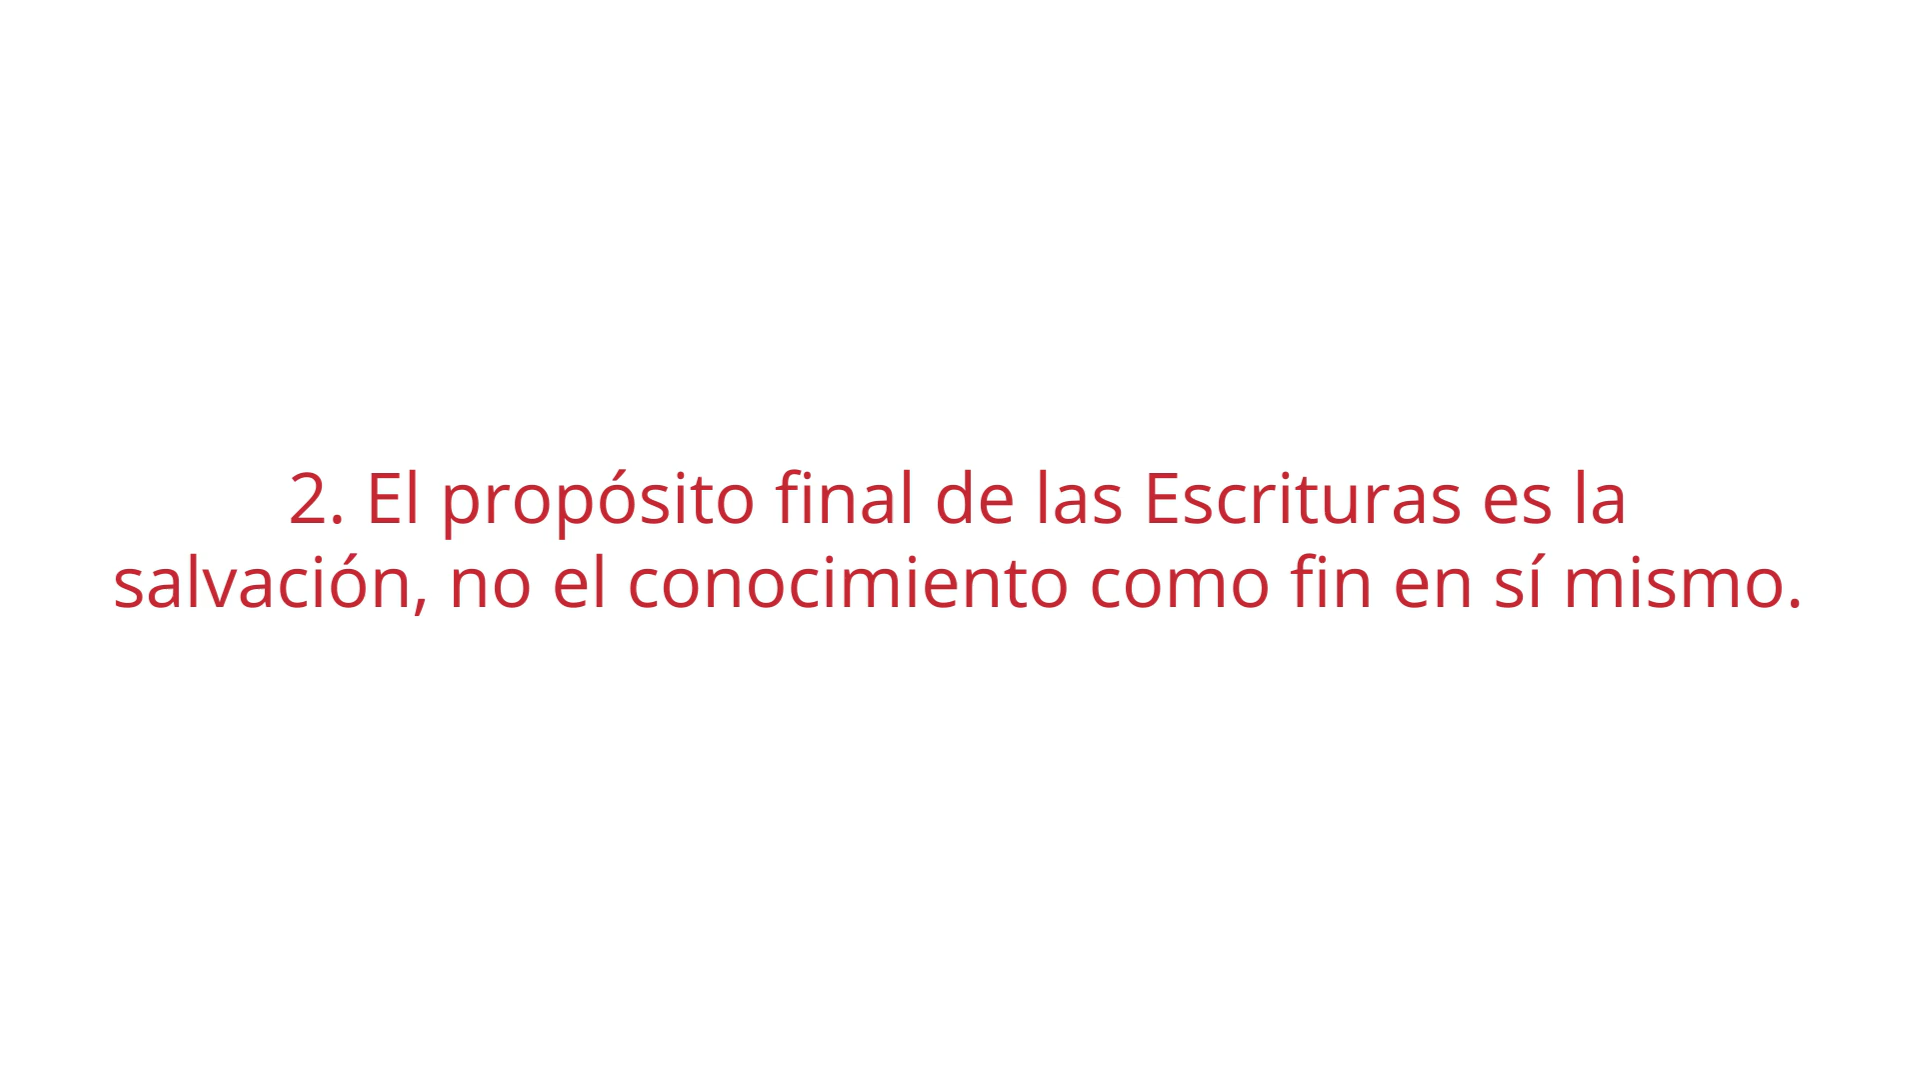 2. El propósito final de las Escrituras es la
salvación, no el conocimiento como fin en sí mismo.